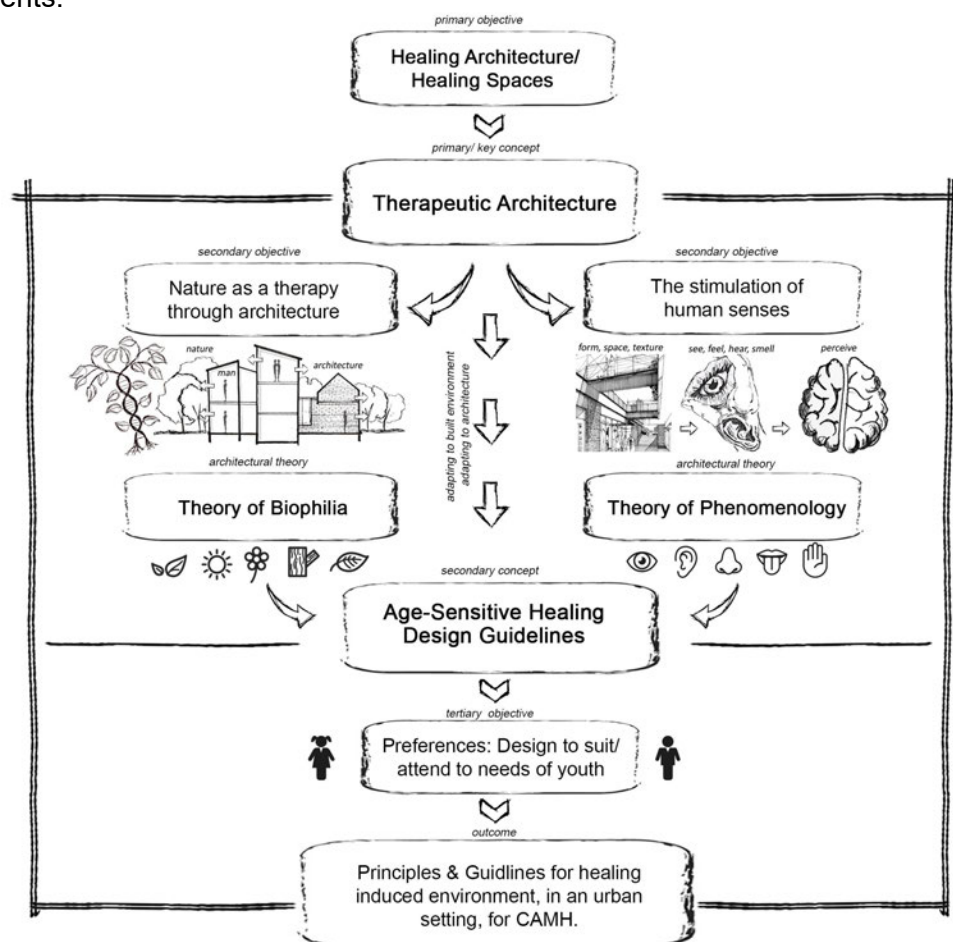 ents.
primary objective
Healing Architecture/
Healing Spaces
primary/ key concept
Therapeutic Architecture
secondary objective
Nature as a therapy
through architecture
secondary objective
The stimulation of
human senses
nature
man
architecture
adapting to built environment
adapting to architecture
form, space, texture
see, feel, hear, smell
perceive
architectural theory
Theory of Biophilia
architectural theory
Theory of Phenomenology
secondary concept
Age-Sensitive Healing
Design Guidelines
tertiary objective
Preferences: Design to suit/
attend to needs of youth
outcome
Principles & Guidlines for healing
induced environment, in an urban
setting, for CAMH.